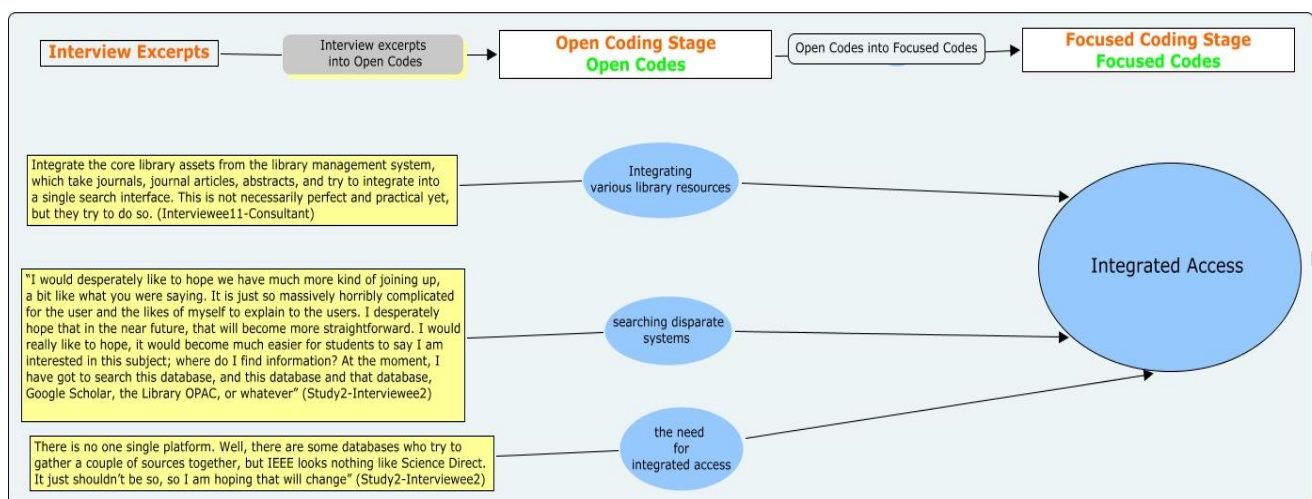 Interview Excerpts
Interview excerpts
into Open Codes
Open Coding Stage
Open Codes
Open Codes into Focused Codes
Focused Coding Stage
Focused Codes
Integrate the core library assets from the library management system,
which take journals, journal articles, abstracts, and try to integrate into
a single search interface. This is not necessarily perfect and practical yet,
but they try to do so. (Interviewee11-Consultant)
Integrating
various library resources
Integrated Access
“I would desperately like to hope we have much more kind of joining up,
a bit like what you were saying. It is just so massively horribly complicated
for the user and the likes of myself to explain to the users. I desperately
hope that in the near future, that will become more straightforward. I would
really like to hope, it would become much easier for students to say I am
interested in this subject; where do I find information? At the moment, I
have got to search this database, and this database and that database,
Google Scholar, the Library OPAC, or whatever” (Study2-Interviewee2)
searching disparate
systems
There is no one single platform. Well, there are some databases who try to
gather a couple of sources together, but IEEE looks nothing like Science Direct.
It just shouldn’t be so, so I am hoping that will change” (Study2-Interviewee2)
the need
for
integrated access